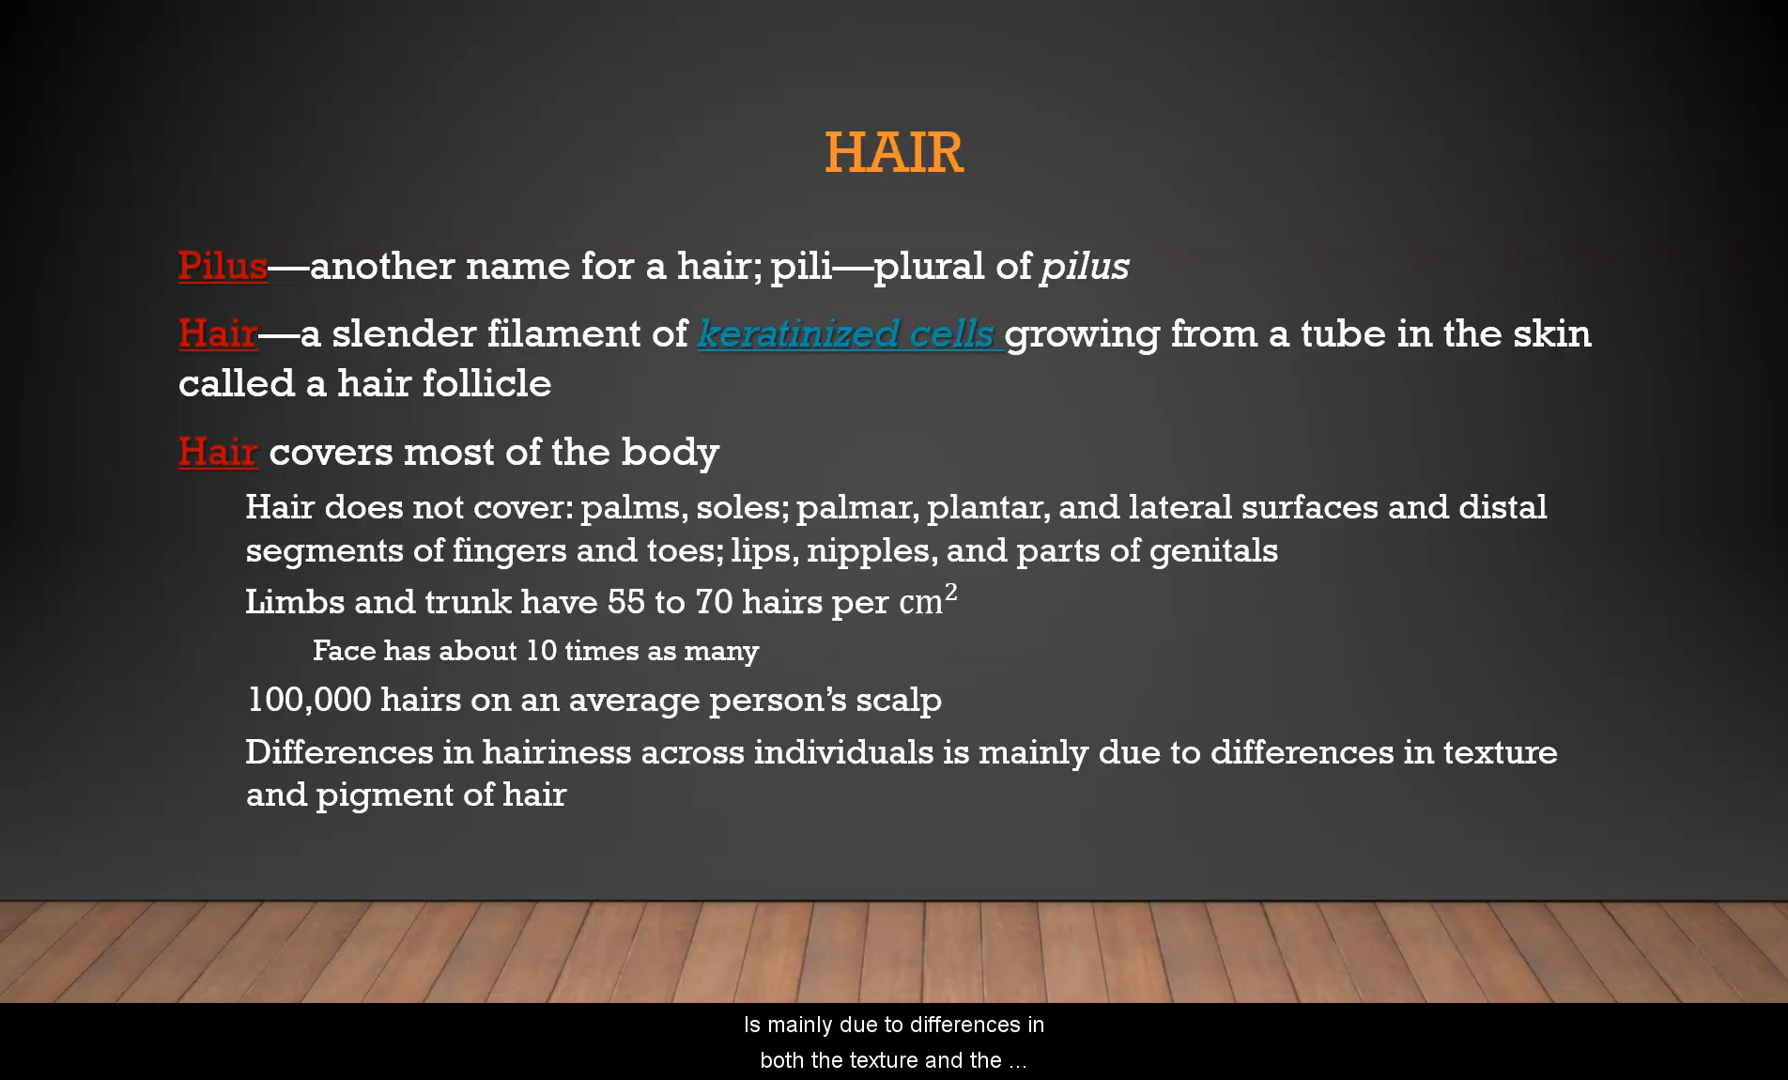 HAIR
Pilus—another name for a hair; pili—plural of pilus
Hair—a slender filament of keratinized cells growing from a tube in the skin
called a hair follicle
Hair covers most of the body
Hair does not cover: palms, soles; palmar, plantar, and lateral surfaces and distal
segments of fingers and toes; lips, nipples, and parts of genitals
Limbs and trunk have 55 to 70 hairs per cm²
Face has about 10 times as many
100,000 hairs on an average person’s scalp
Differences in hairiness across individuals is mainly due to differences in texture
and pigment of hair
Is mainly due to differences in
both the texture and the ...